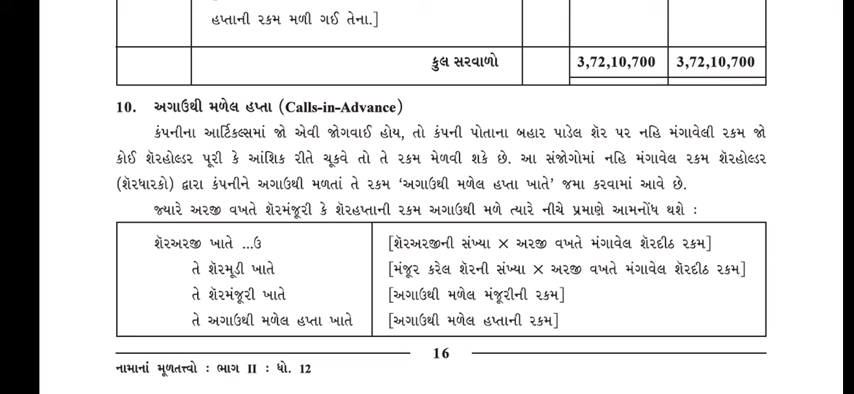 હપ્તાની રકમ મળી ગઈ તેના.]
કુલ સરવાળો 3,72,10,700 3,72,10,700
10. અગાઉથી મળેલ હપ્તા (Calls-in-Advance)
કંપનીના આર્ટિકલ્સમાં જો એવી જોગવાઈ હોય, તો કંપની પોતાના બહાર પાડેલ શૅર પર નહિ મંગાવેલી રકમ જો
કોઈ શૅરહોલ્ડર પૂરી કે આંશિક રીતે ચૂકવે તો તે રકમ મેળવી શકે છે. આ સંજોગોમાં નહિ મંગાવેલ રકમ શૅરહોલ્ડર
(શૅરધારકો) દ્વારા કંપનીને અગાઉથી મળતાં તે રકમ ‘અગાઉથી મળેલ હપ્તા ખાતે’ જમા કરવામાં આવે છે.
જ્યારે અરજી વખતે શૅરમંજૂરી કે શૅરહપ્તાની રકમ અગાઉથી મળે ત્યારે નીચે પ્રમાણે આમનોંધ થશે :
શૅરઅરજી ખાતે ...ઉ [શૅરઅરજીની સંખ્યા × અરજી વખતે મંગાવેલ શૅરદીઠ રકમ]
તે શૅરમૂડી ખાતે [મંજૂર કરેલ શૅરની સંખ્યા × અરજી વખતે મંગાવેલ શૅરદીઠ રકમ]
તે શૅરમંજૂરી ખાતે [અગાઉથી મળેલ મંજૂરીની રકમ]
તે અગાઉથી મળેલ હપ્તા ખાતે [અગાઉથી મળેલ હપ્તાની રકમ]
16
નામાનાં મૂળતત્ત્વો : ભાગ II : ધો. 12